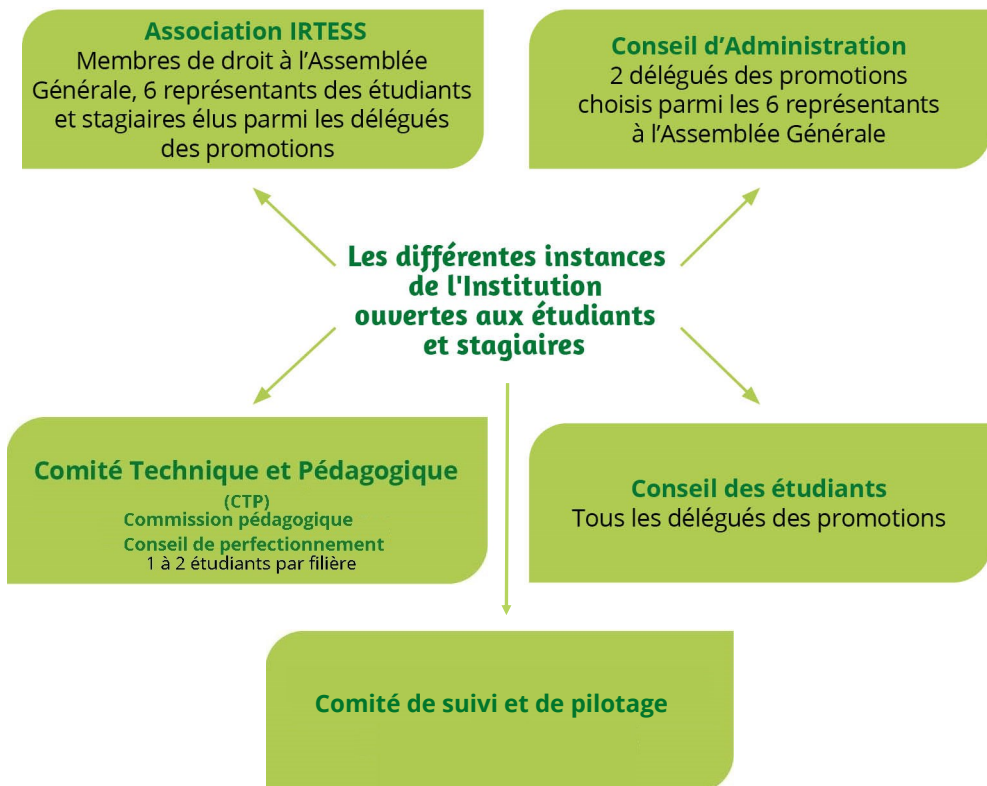 Association IRTESS
Membres de droit à l'Assemblée
Générale, 6 représentants des étudiants
et stagiaires élus parmi les délégués
des promotions
Conseil d'Administration
2 délégués des promotions
choisis parmi les 6 représentants
à l'Assemblée Générale
Les différentes instances
de l'Institution
ouvertes aux étudiants
et stagiaires
Comité Technique et Pédagogique
(CTP)
Commission pédagogique
Conseil de perfectionnement
1 à 2 étudiants par filière
Conseil des étudiants
Tous les délégués des promotions
Comité de suivi et de pilotage